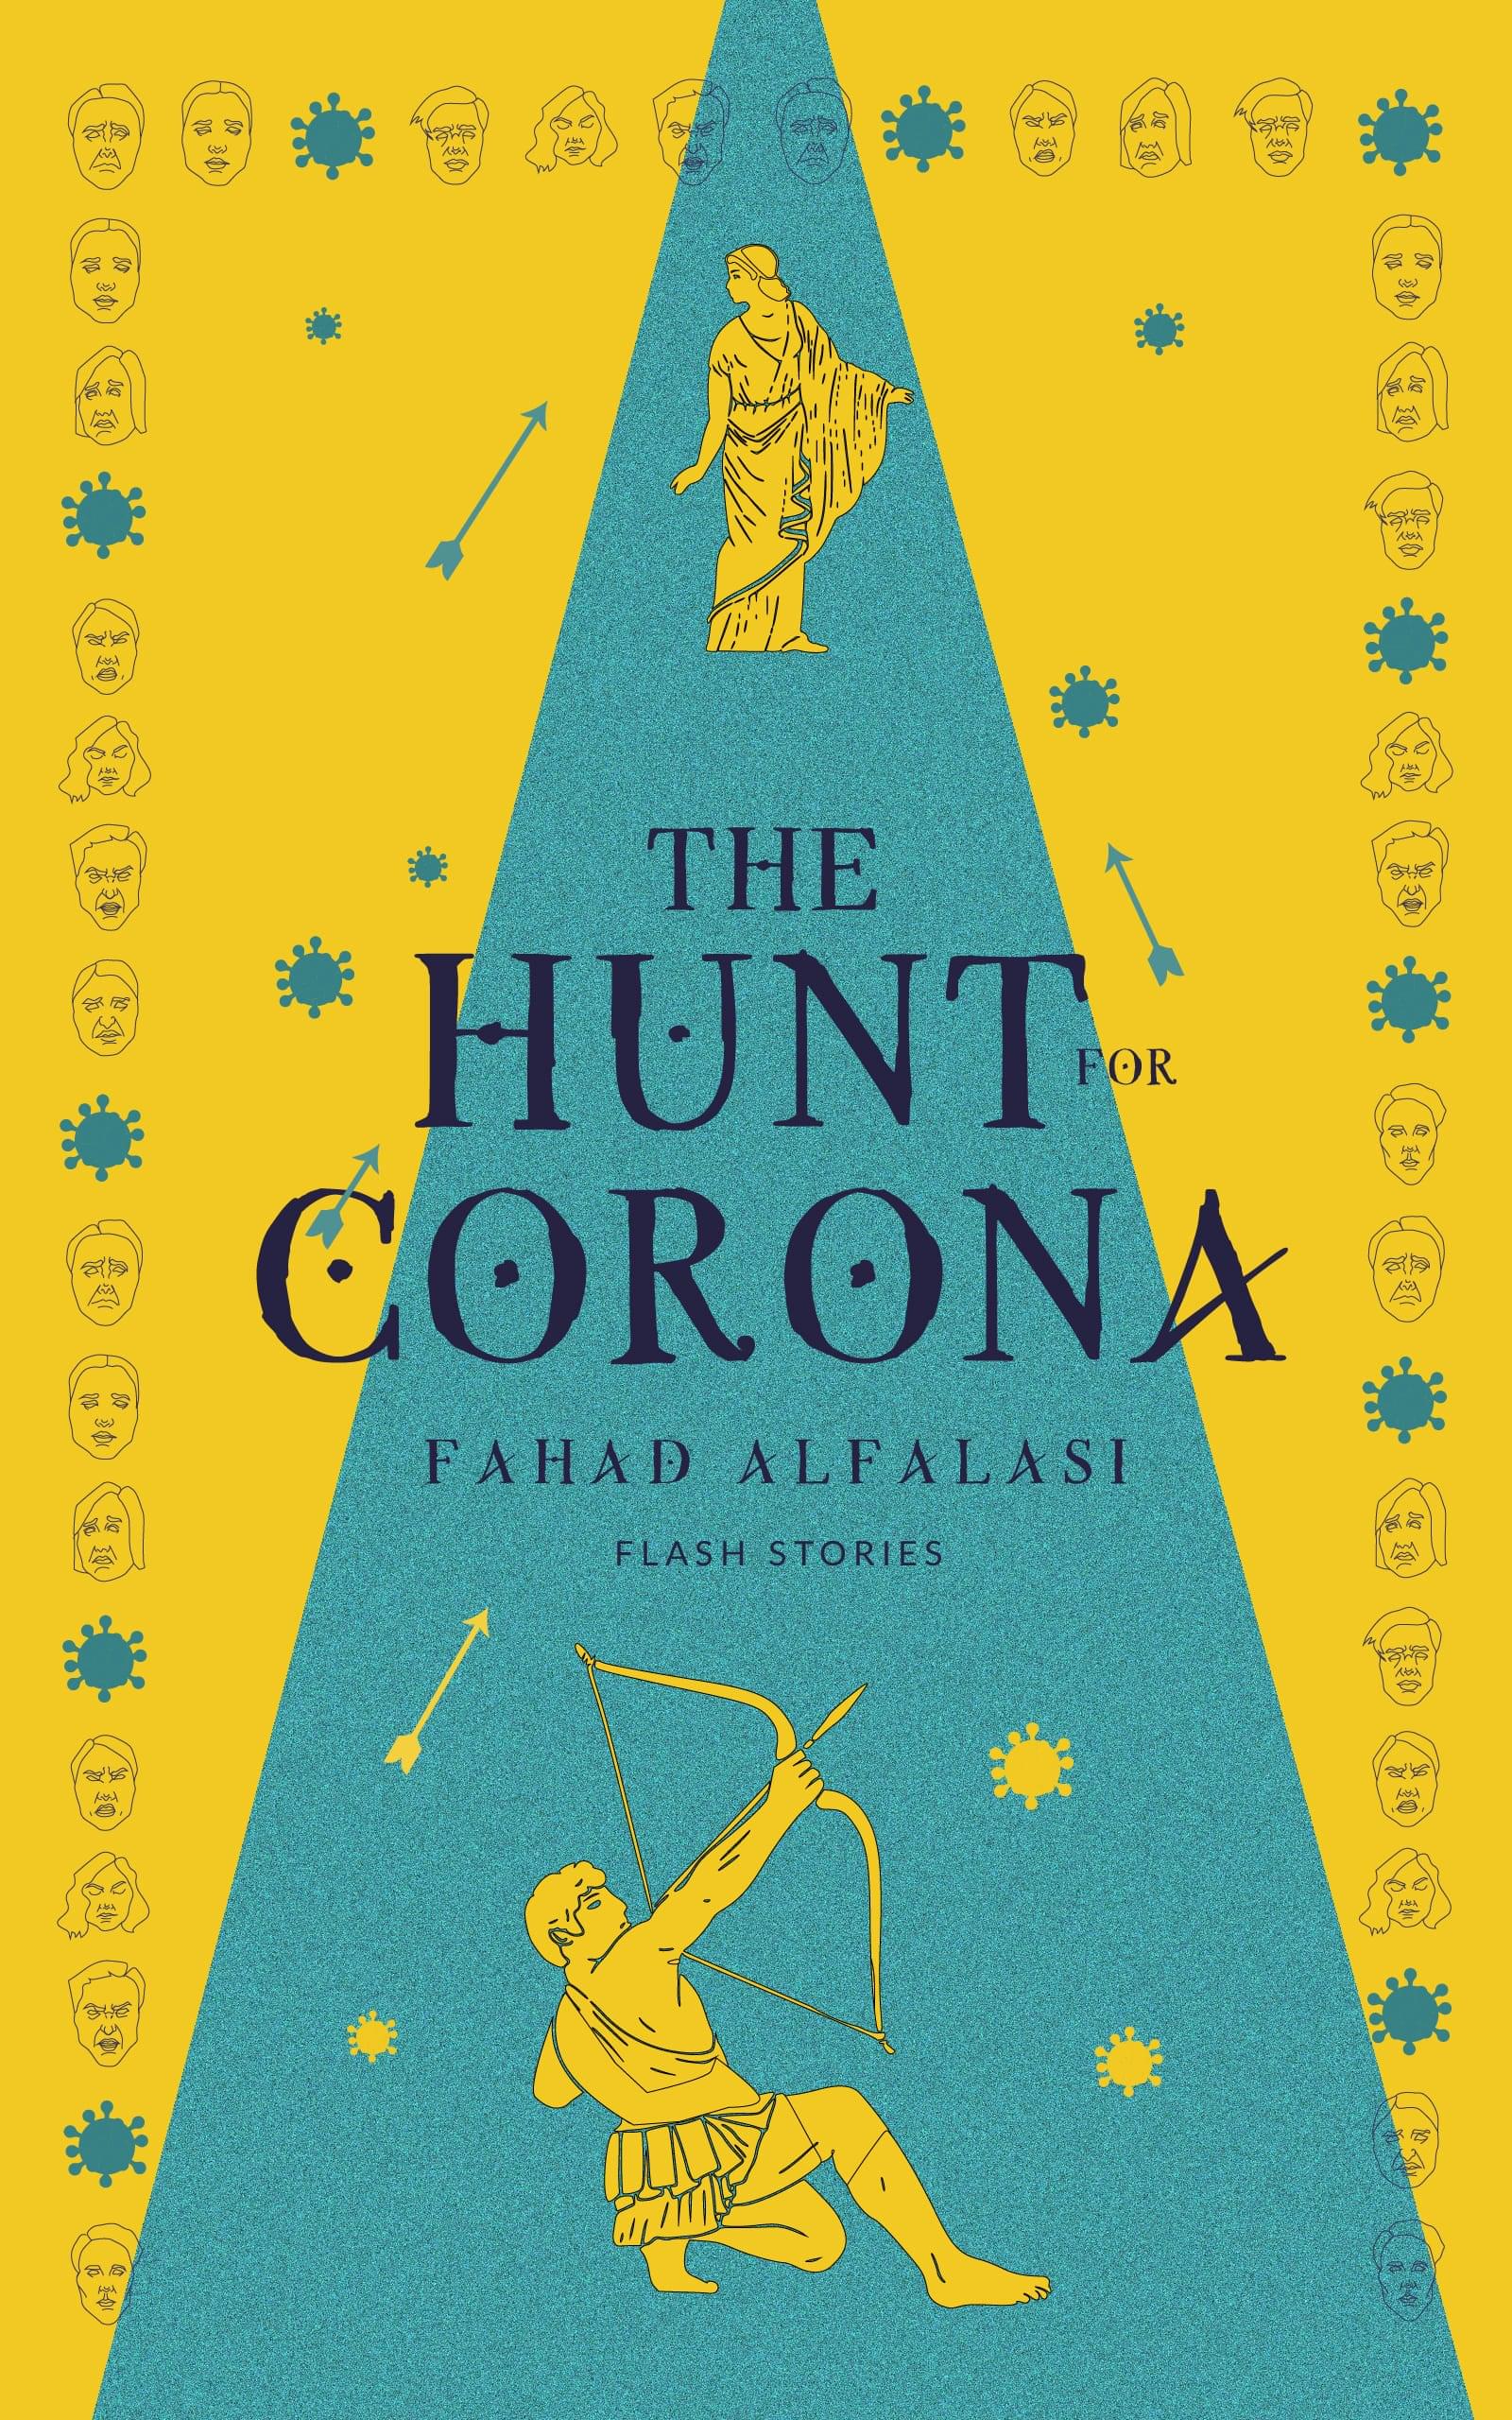 THE
HUNT
FOR
CORONA
FAHAD ALFALASI
FLASH STORIES